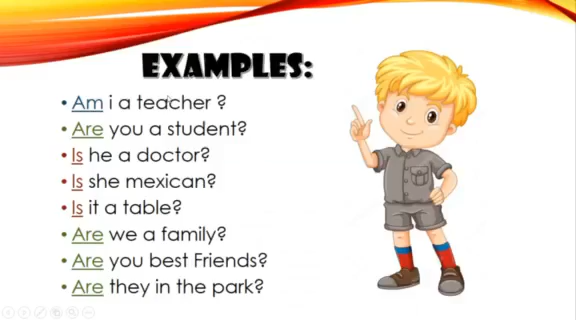 EXAMPLES:
• Am i a teacher ?
• Are you a student?
• Is he a doctor?
• Is she mexican?
• Is it a table?
• Are we a family?
• Are you best Friends?
• Are they in the park?